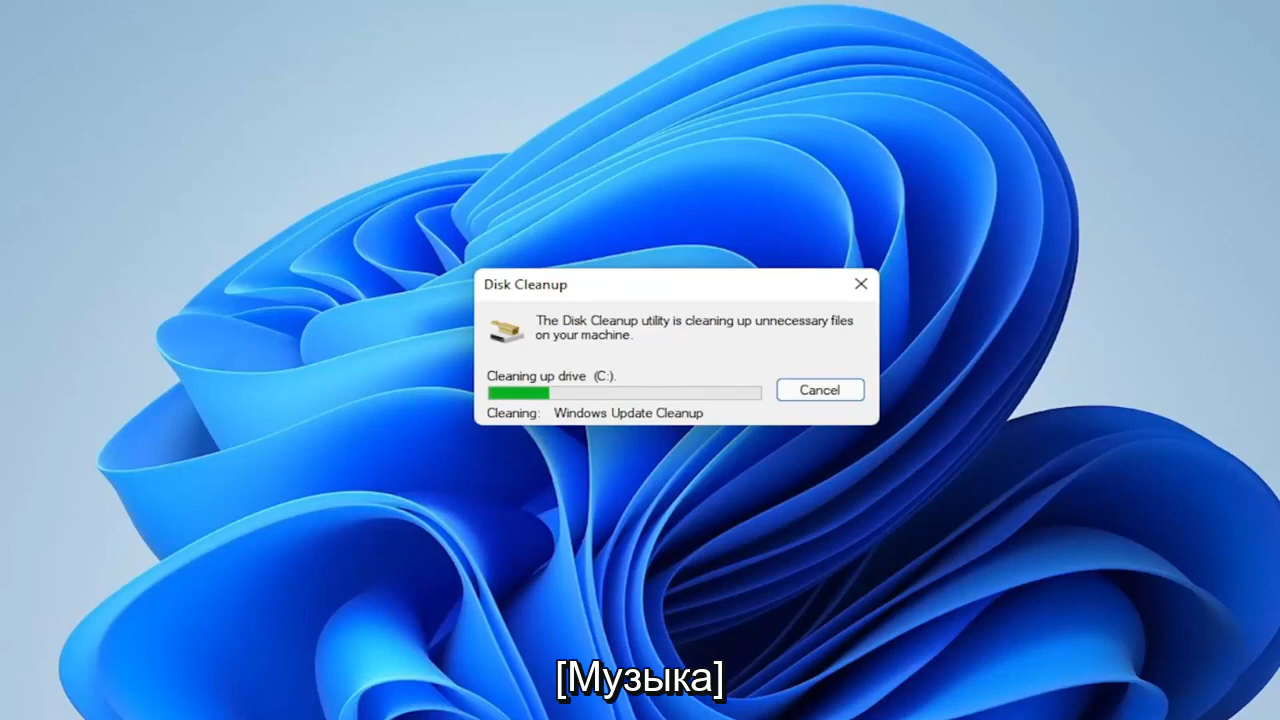 Disk Cleanup
The Disk Cleanup utility is cleaning up unnecessary files
on your machine.
Cleaning up drive (C:).
Cancel
Cleaning: Windows Update Cleanup
[Музыка]